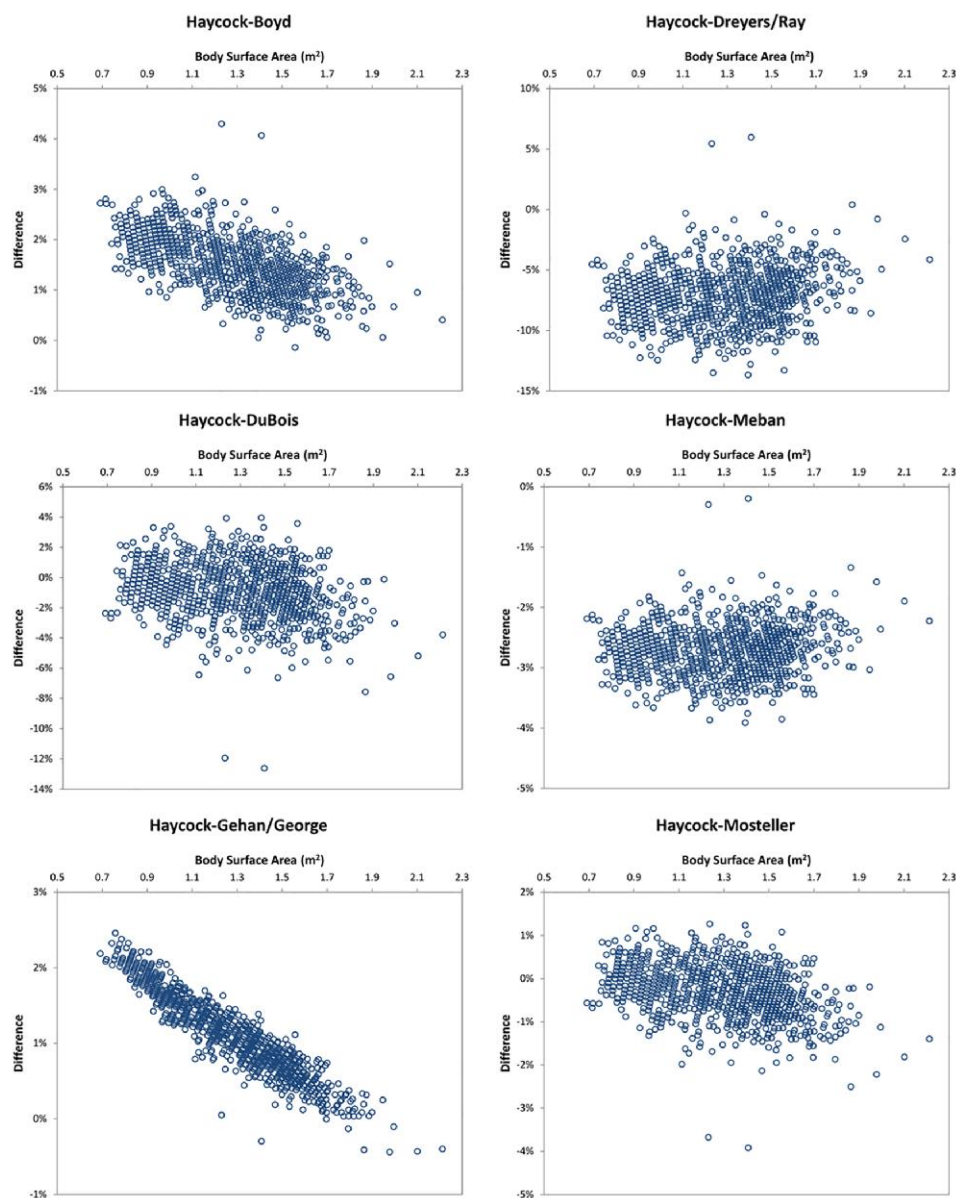 Haycock-Boyd
Body Surface Area (m²)
0.5 0.7 0.9 1.1 1.3 1.5 1.7 1.9 2.1 2.3
5%
4%
3%
2%
1%
0%
-1%
Difference
Haycock-Dreyers/Ray
Body Surface Area (m²)
0.5 0.7 0.9 1.1 1.3 1.5 1.7 1.9 2.1 2.3
10%
5%
0%
-5%
-10%
-15%
Difference
Haycock-DuBois
Body Surface Area (m²)
0.5 0.7 0.9 1.1 1.3 1.5 1.7 1.9 2.1 2.3
6%
4%
2%
0%
-2%
-4%
-6%
-8%
-10%
-12%
-14%
Difference
Haycock-Meban
Body Surface Area (m²)
0.5 0.7 0.9 1.1 1.3 1.5 1.7 1.9 2.1 2.3
0%
-1%
-2%
-3%
-4%
-5%
Difference
Haycock-Gehan/George
Body Surface Area (m²)
0.5 0.7 0.9 1.1 1.3 1.5 1.7 1.9 2.1 2.3
3%
2%
1%
0%
-1%
Difference
Haycock-Mosteller
Body Surface Area (m²)
0.5 0.7 0.9 1.1 1.3 1.5 1.7 1.9 2.1 2.3
2%
1%
0%
-1%
-2%
-3%
-4%
-5%
Difference